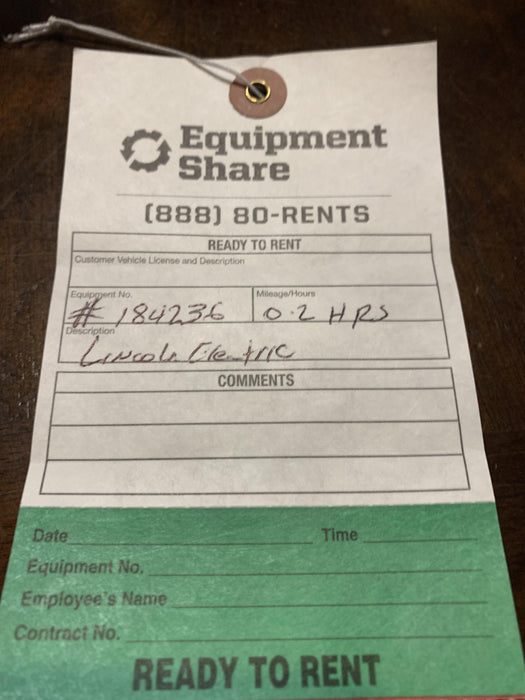 Equipment
Share
(888) 80-RENTS
READY TO RENT
Customer Vehicle License and Description
Equipment No. Mileage/Hours
# 184236 0.2 HRS
Description
Lincoln Electric
COMMENTS
Date Time
Equipment No.
Employee's Name
Contract No.
READY TO RENT